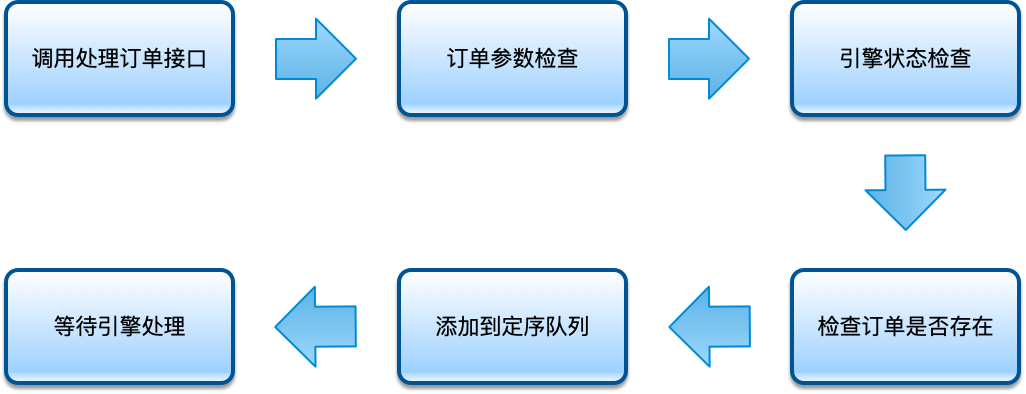 调用处理订单接口
订单参数检查
引擎状态检查
检查订单是否存在
添加到定序队列
等待引擎处理